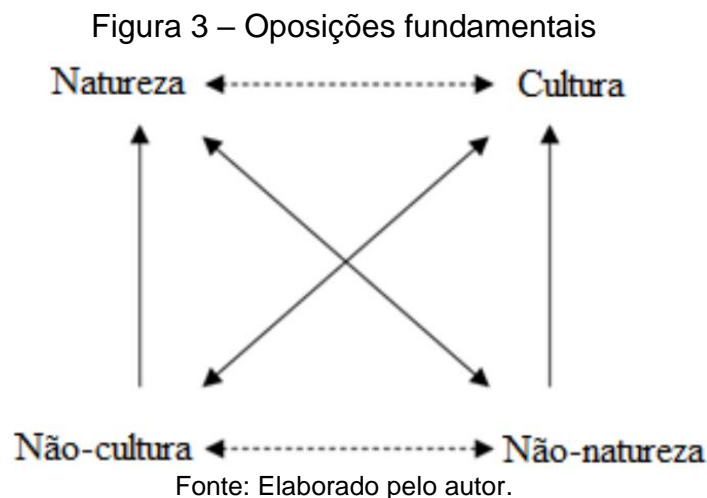 Figura 3 – Oposições fundamentais
Natureza Cultura
Não-cultura Não-natureza
Fonte: Elaborado pelo autor.